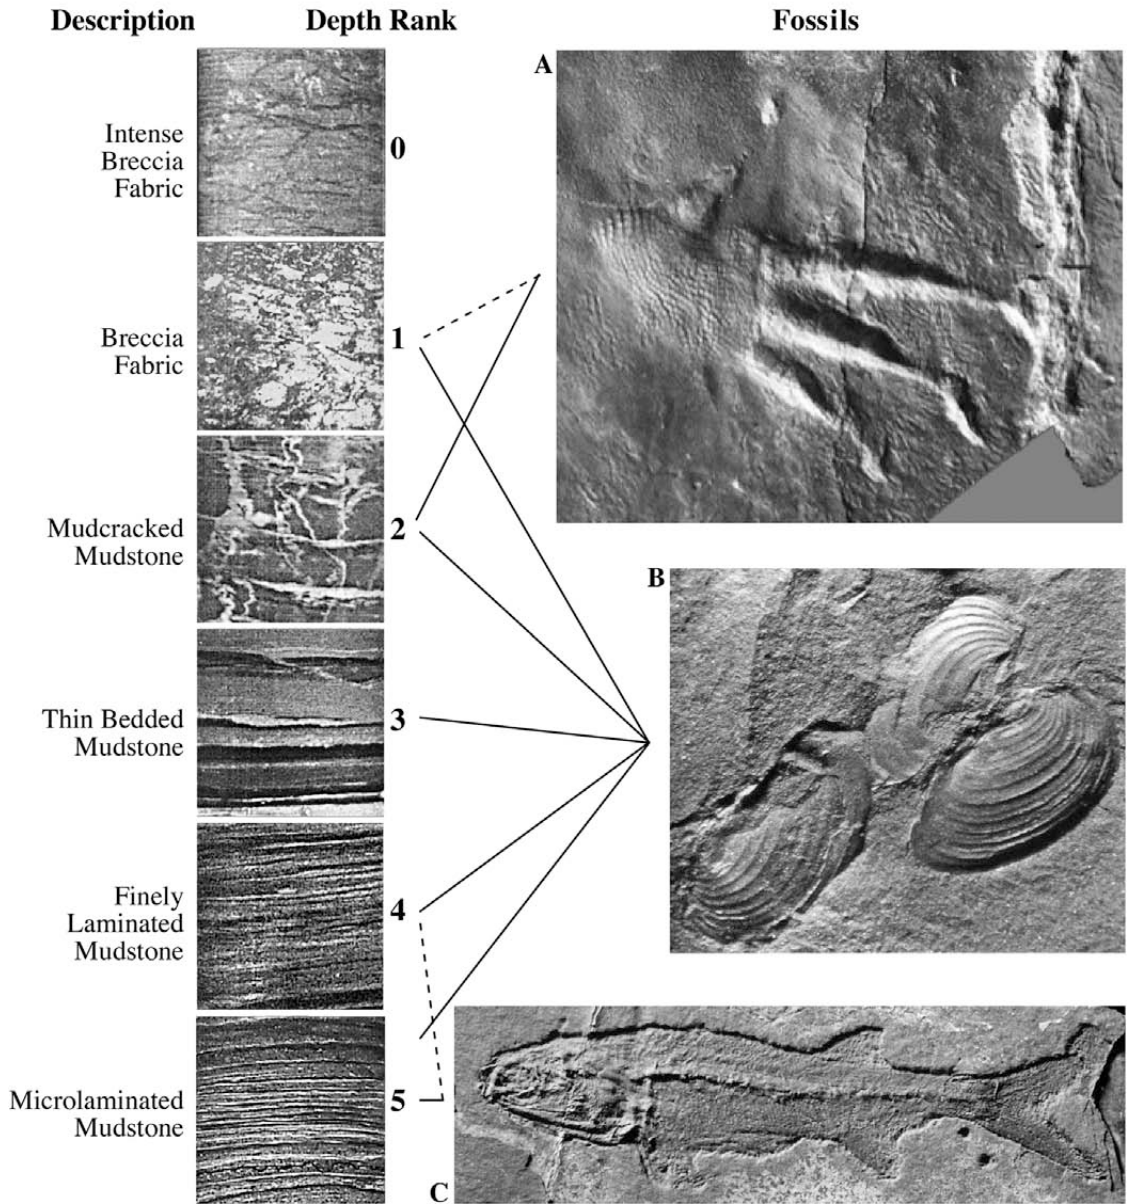 Description
Depth Rank
Fossils
A
Intense
Breccia
Fabric
0
Breccia
Fabric
1
Mudcracked
Mudstone
2
B
Thin Bedded
Mudstone
3
Finely
Laminated
Mudstone
4
Microlaminated
Mudstone
5
C